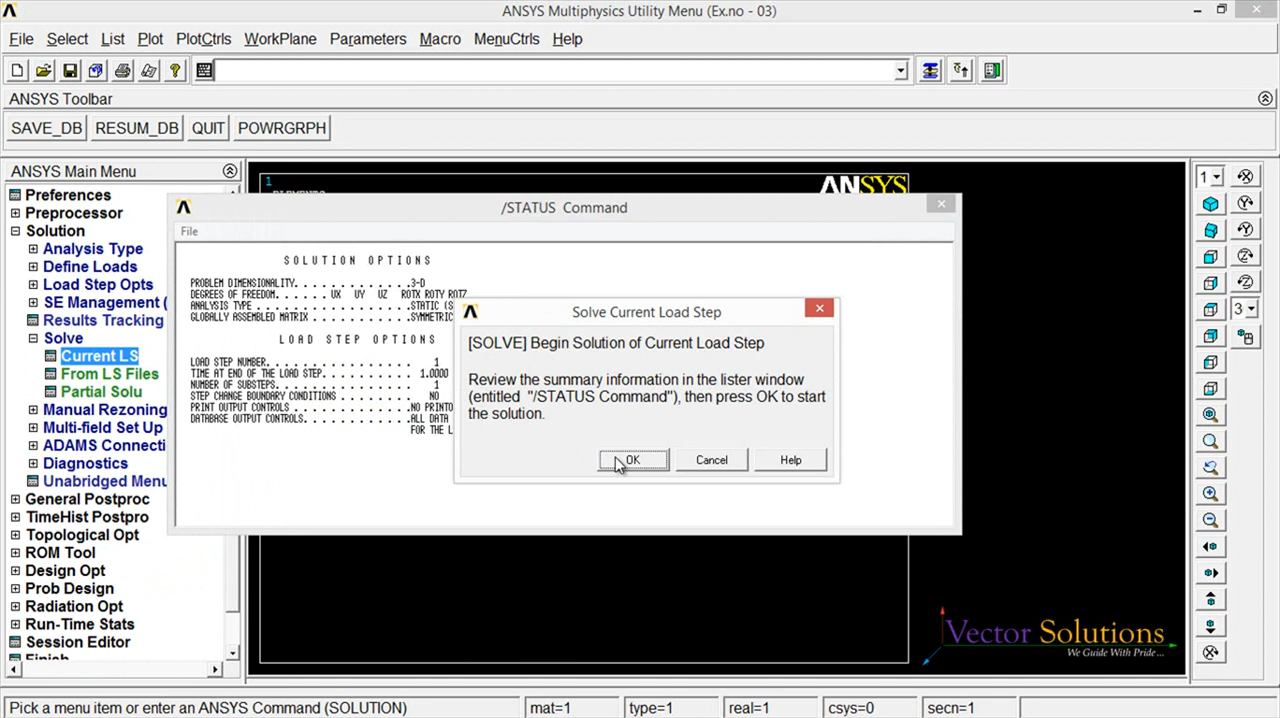 ANSYS Multiphysics Utility Menu (Ex.no - 03)
File Select List Plot PlotCtrls WorkPlane Parameters Macro MenuCtrls Help
ANSYS Toolbar
SAVE_DB RESUM_DB QUIT POWRGRPH
ANSYS Main Menu
Preferences
Preprocessor
Solution
Analysis Type
Define Loads
Load Step Opts
SE Management (
Results Tracking
Solve
Current LS
From LS Files
Partial Solu
Manual Rezoning
Multi-field Set Up
ADAMS Connecti
Diagnostics
Unabridged Menu
General Postproc
TimeHist Postpro
Topological Opt
ROM Tool
Design Opt
Prob Design
Radiation Opt
Run-Time Stats
Session Editor
Finish
1
ANSYS
/STATUS Command
File
SOLUTION OPTIONS
PROBLEM DIMENSIONALITY. . . . . . . . . . . . .3-D
DEGREES OF FREEDOM. . . . . . UX UY UZ ROTX ROTY ROTZ
ANALYSIS TYPE . . . . . . . . . . . . . . . . .STATIC (S
GLOBALLY ASSEMBLED MATRIX . . . . . . . . . . .SYMMETRIC
LOAD STEP OPTIONS
LOAD STEP NUMBER. . . . . . . . . . . . . . . . 1
TIME AT END OF THE LOAD STEP. . . . . . . . . . 1.0000
NUMBER OF SUBSTEPS. . . . . . . . . . . . . . . 1
STEP CHANGE BOUNDARY CONDITIONS . . . . . . . . NO
PRINT OUTPUT CONTROLS . . . . . . . . . . . . .NO PRINTO
DATABASE OUTPUT CONTROLS. . . . . . . . . . . .ALL DATA
FOR THE L
Solve Current Load Step
[SOLVE] Begin Solution of Current Load Step
Review the summary information in the lister window
(entitled "/STATUS Command"), then press OK to start
the solution.
OK Cancel Help
1
3
Vector Solutions
We Guide With Pride...
Pick a menu item or enter an ANSYS Command (SOLUTION) mat=1 type=1 real=1 csys=0 secn=1